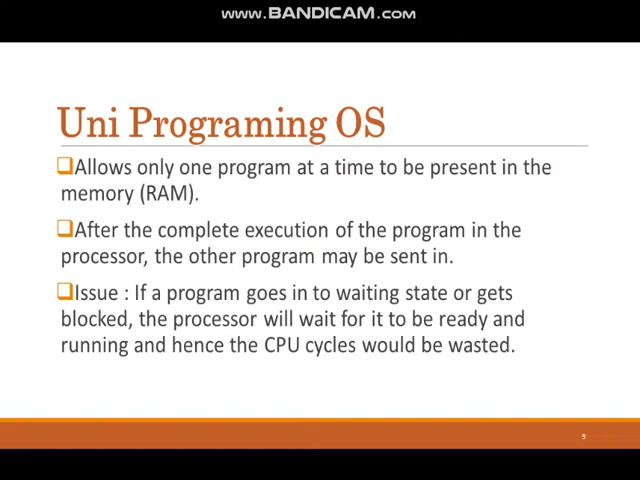 www.BANDICAM.com
Uni Programing OS
❑Allows only one program at a time to be present in the
memory (RAM).
❑After the complete execution of the program in the
processor, the other program may be sent in.
❑Issue : If a program goes in to waiting state or gets
blocked, the processor will wait for it to be ready and
running and hence the CPU cycles would be wasted.
9